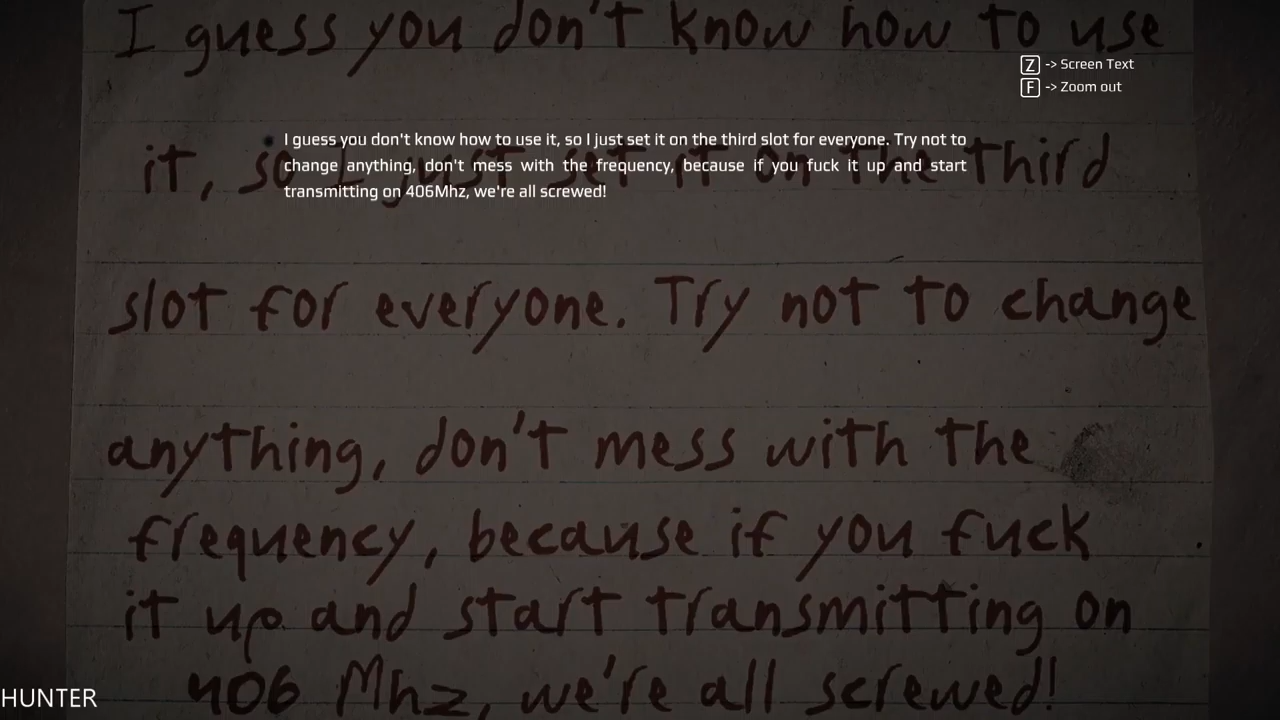 I guess you don't know how to use
Z -> Screen Text
F -> Zoom out
I guess you don't know how to use it, so I just set it on the third slot for everyone. Try not to
change anything, don't mess with the frequency, because if you fuck it up and start
transmitting on 406Mhz, we're all screwed!
it, so I just set it on the third
slot for everyone. Try not to change
anything, don't mess with the
frequency, because if you fuck
it up and start transmitting on
406 Mhz, we're all screwed!
HUNTER